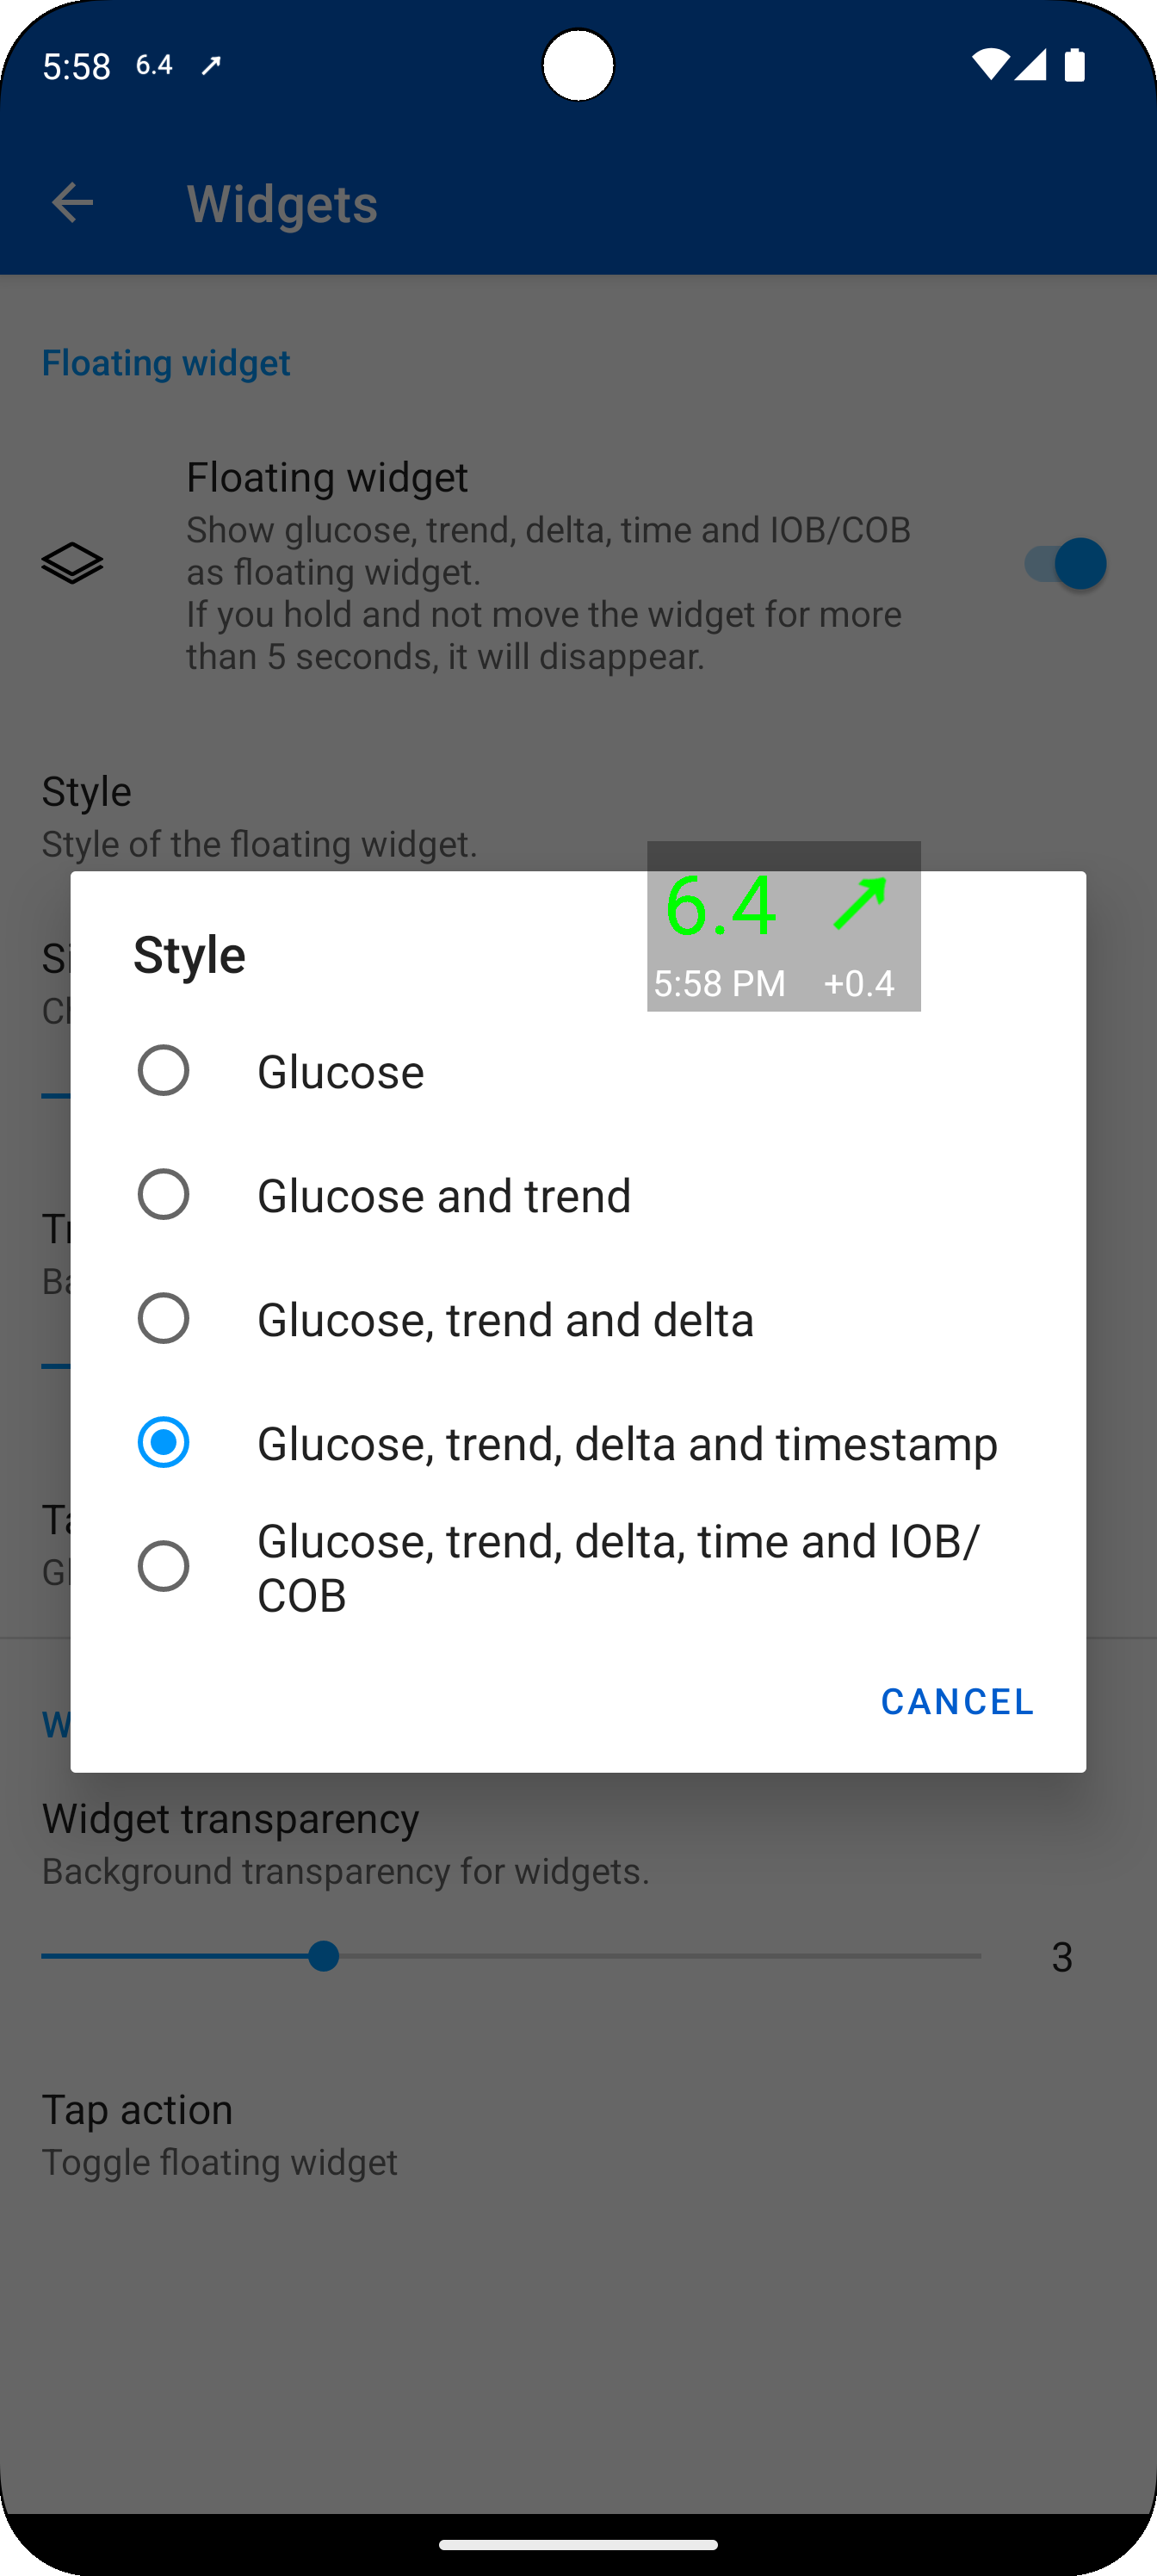 5:58 6.4
Widgets
Floating widget
Floating widget
Show glucose, trend, delta, time and IOB/COB
as floating widget.
If you hold and not move the widget for more
than 5 seconds, it will disappear.
Style
Style of the floating widget.
6.4
5:58 PM +0.4
Style
Glucose
Glucose and trend
Glucose, trend and delta
Glucose, trend, delta and timestamp
Glucose, trend, delta, time and IOB/
COB
CANCEL
Widget transparency
Background transparency for widgets.
3
Tap action
Toggle floating widget